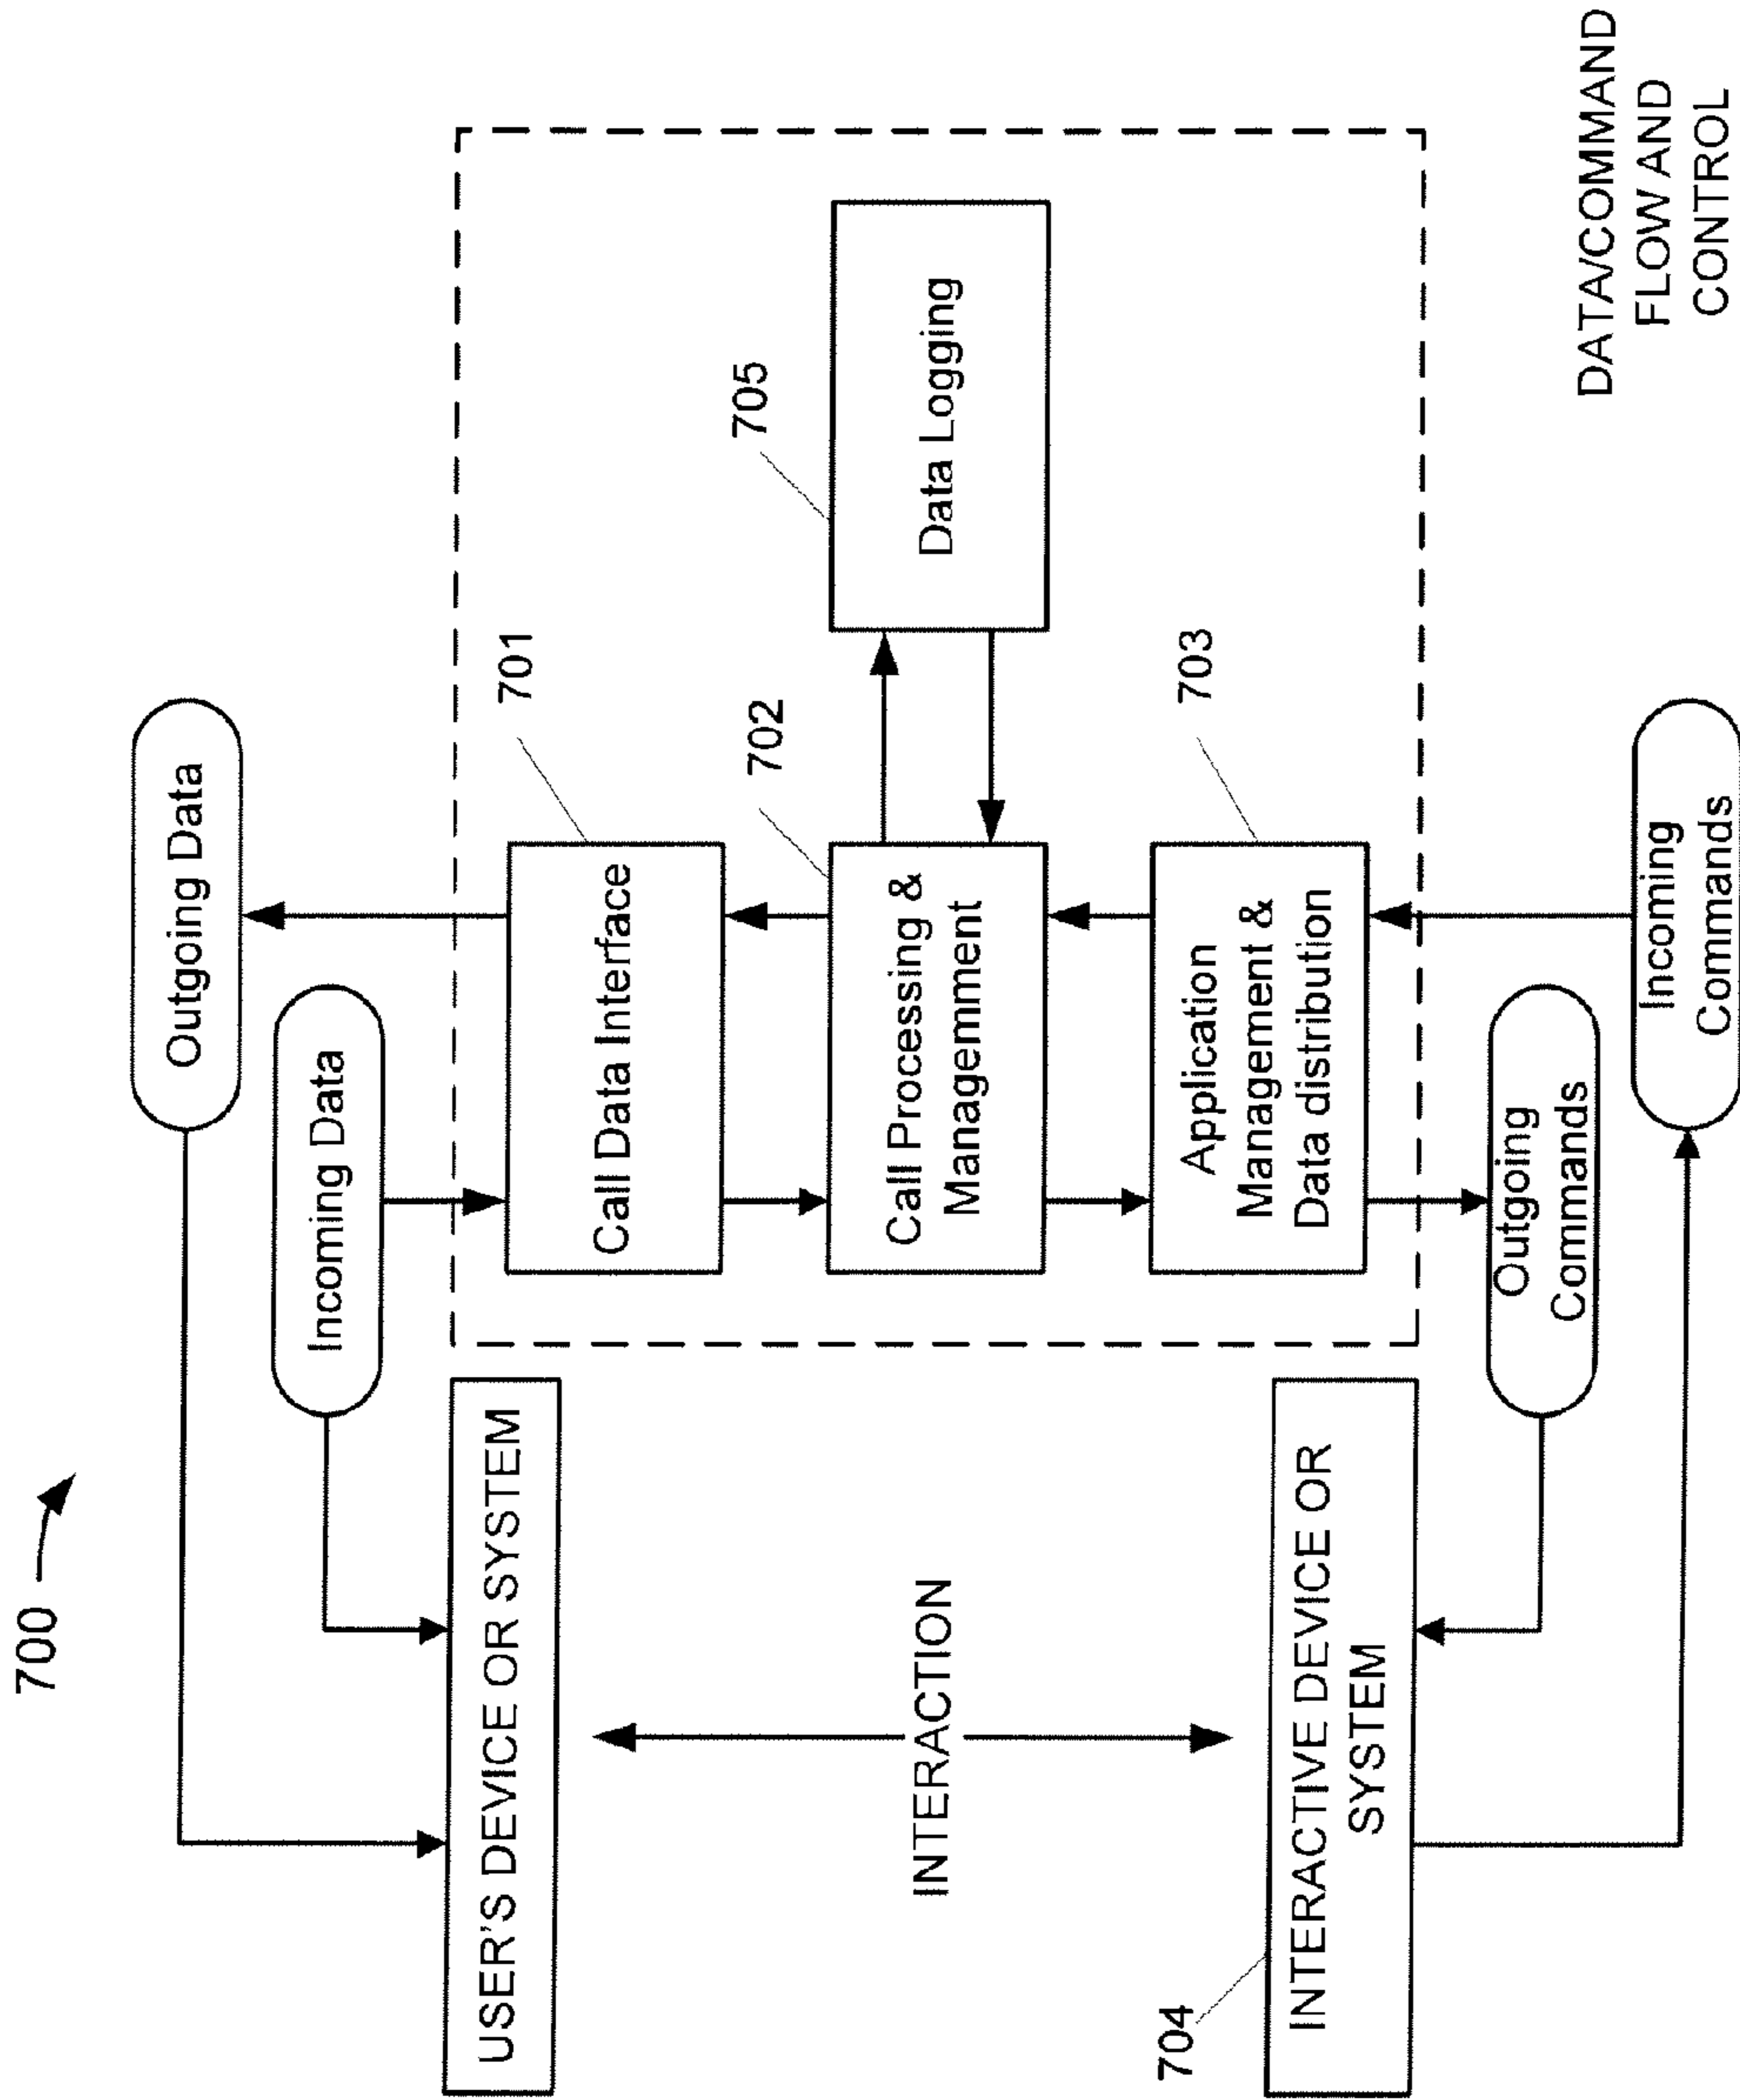 700
Outgoing Data
Incoming Data
USER'S DEVICE OR SYSTEM
701
Call Data Interface
705
702
Call Processing &
Management
Data Logging
INTERACTION
703
Application
Management &
Data distribution
704
INTERACTIVE DEVICE OR
SYSTEM
Outgoing
Commands
Incoming
Commands
DATA/COMMAND
FLOW AND
CONTROL